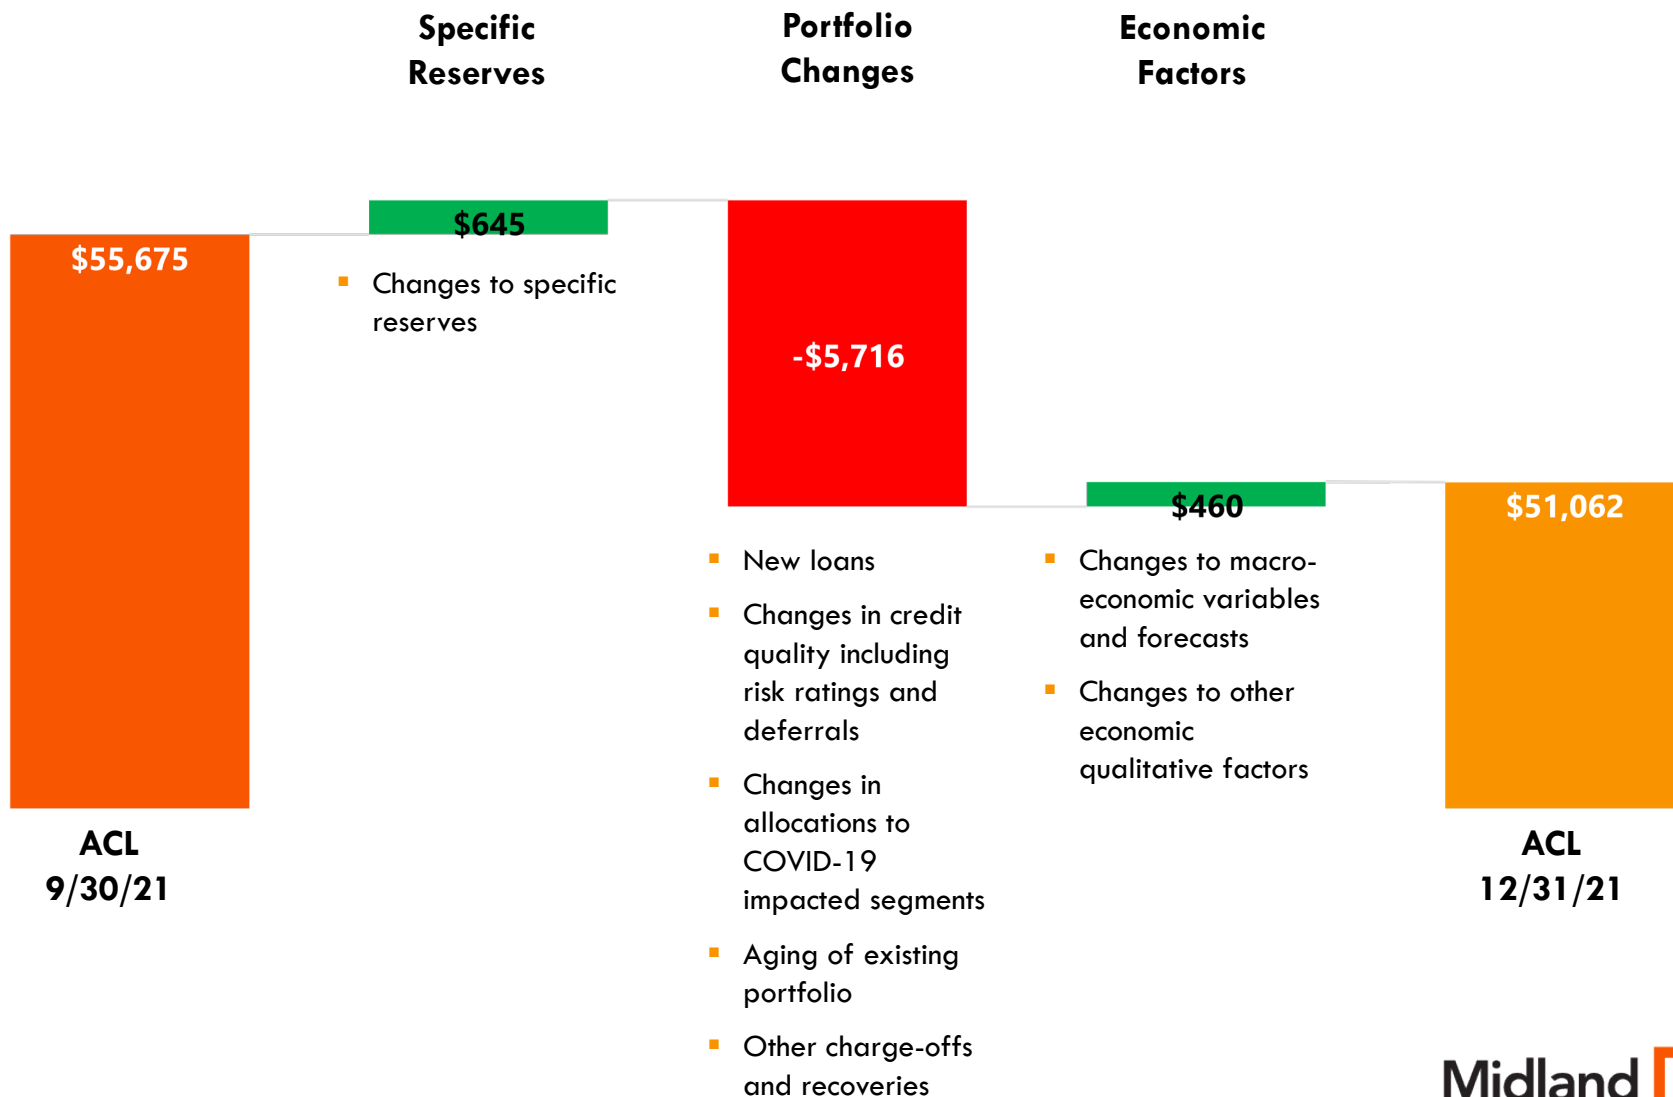 Specific
Reserves
Portfolio
Changes
Economic
Factors
$55,675
$645
▪ Changes to specific
reserves
-$5,716
$460
$51,062
▪ New loans
▪ Changes in credit
quality including
risk ratings and
deferrals
▪ Changes in
allocations to
COVID-19
impacted segments
▪ Aging of existing
portfolio
▪ Other charge-offs
and recoveries
▪ Changes to macro-
economic variables
and forecasts
▪ Changes to other
economic
qualitative factors
ACL
9/30/21
ACL
12/31/21
Midland